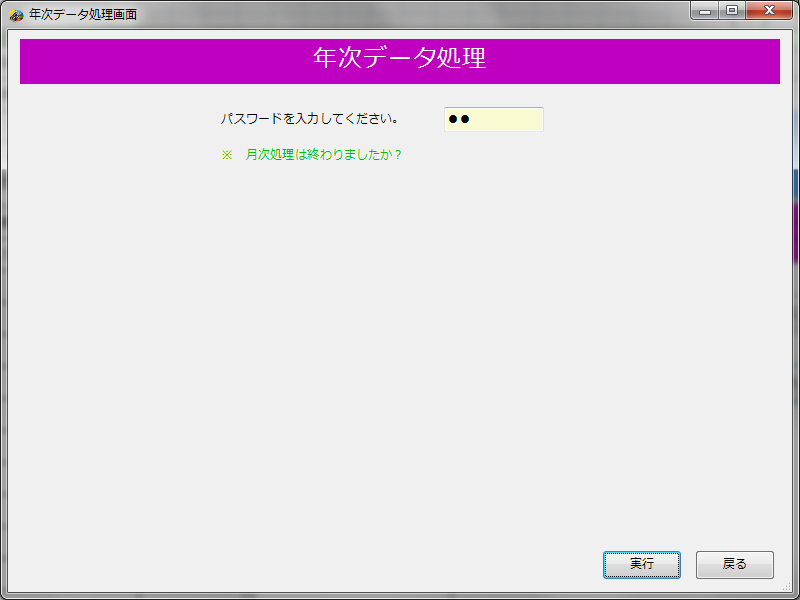 年次データ処理画面
年次データ処理
パスワードを入力してください。 ●●
※ 月次処理は終わりましたか？
実行 戻る